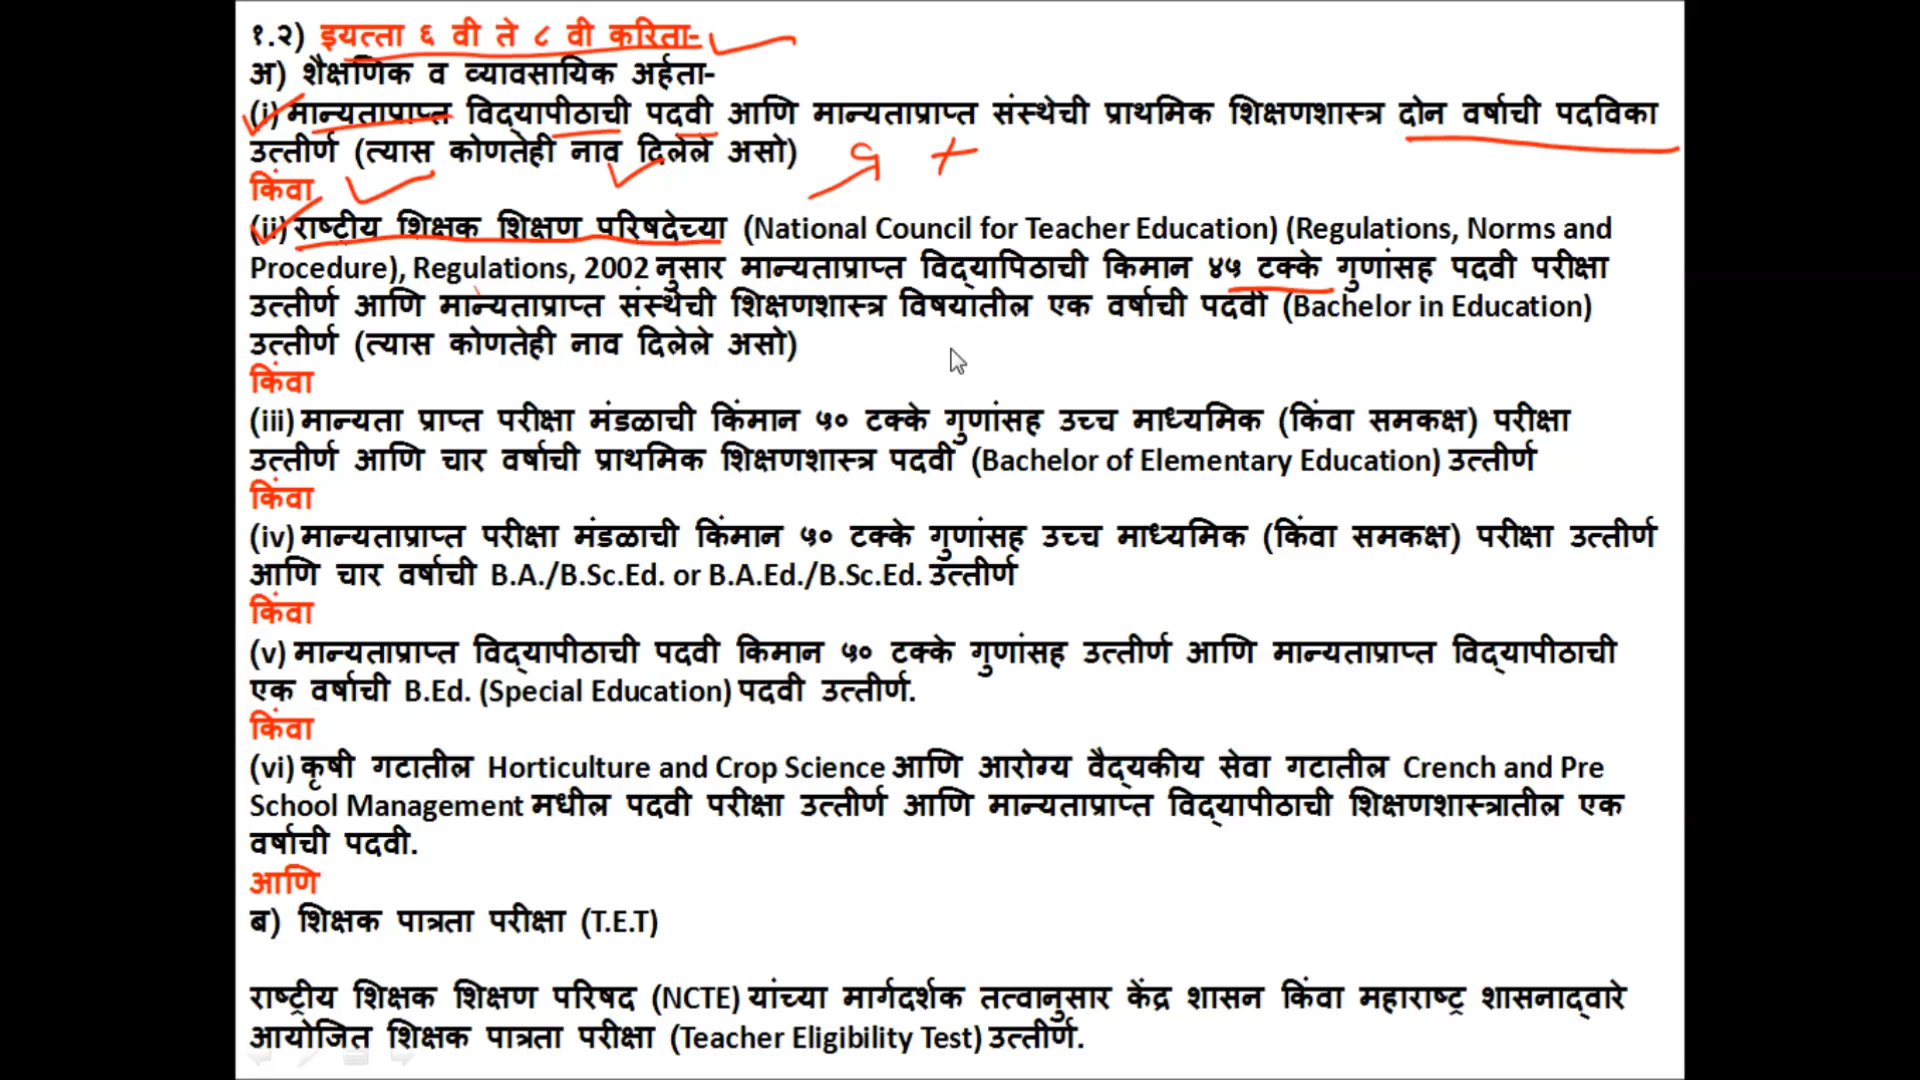 १.२) इयत्ता ६ वी ते ८ वी करिता-
अ) शैक्षणिक व व्यावसायिक अर्हता-
(i) मान्यताप्राप्त विद्यापीठाची पदवी आणि मान्यताप्राप्त संस्थेची प्राथमिक शिक्षणशास्त्र दोन वर्षाची पदविका
उत्तीर्ण (त्यास कोणतेही नाव दिलेले असो)
किंवा
(ii) राष्ट्रीय शिक्षक शिक्षण परिषदेच्या (National Council for Teacher Education) (Regulations, Norms and
Procedure), Regulations, 2002 नुसार मान्यताप्राप्त विद्यापिठाची किमान ४५ टक्के गुणांसह पदवी परीक्षा
उत्तीर्ण आणि मान्यताप्राप्त संस्थेची शिक्षणशास्त्र विषयातील एक वर्षाची पदवी (Bachelor in Education)
उत्तीर्ण (त्यास कोणतेही नाव दिलेले असो)
किंवा
(iii) मान्यता प्राप्त परीक्षा मंडळाची किंमान ५० टक्के गुणांसह उच्च माध्यमिक (किंवा समकक्ष) परीक्षा
उत्तीर्ण आणि चार वर्षाची प्राथमिक शिक्षणशास्त्र पदवी (Bachelor of Elementary Education) उत्तीर्ण
किंवा
(iv) मान्यताप्राप्त परीक्षा मंडळाची किंमान ५० टक्के गुणांसह उच्च माध्यमिक (किंवा समकक्ष) परीक्षा उत्तीर्ण
आणि चार वर्षाची B.A./B.Sc.Ed. or B.A.Ed./B.Sc.Ed. उत्तीर्ण
किंवा
(v) मान्यताप्राप्त विद्यापीठाची पदवी किमान ५० टक्के गुणांसह उत्तीर्ण आणि मान्यताप्राप्त विद्यापीठाची
एक वर्षाची B.Ed. (Special Education) पदवी उत्तीर्ण.
किंवा
(vi) कृषी गटातील Horticulture and Crop Science आणि आरोग्य वैद्यकीय सेवा गटातील Crench and Pre
School Management मधील पदवी परीक्षा उत्तीर्ण आणि मान्यताप्राप्त विद्यापीठाची शिक्षणशास्त्रातील एक
वर्षाची पदवी.
आणि
ब) शिक्षक पात्रता परीक्षा (T.E.T)
राष्ट्रीय शिक्षक शिक्षण परिषद (NCTE) यांच्या मार्गदर्शक तत्वानुसार केंद्र शासन किंवा महाराष्ट्र शासनाद्वारे
आयोजित शिक्षक पात्रता परीक्षा (Teacher Eligibility Test) उत्तीर्ण.